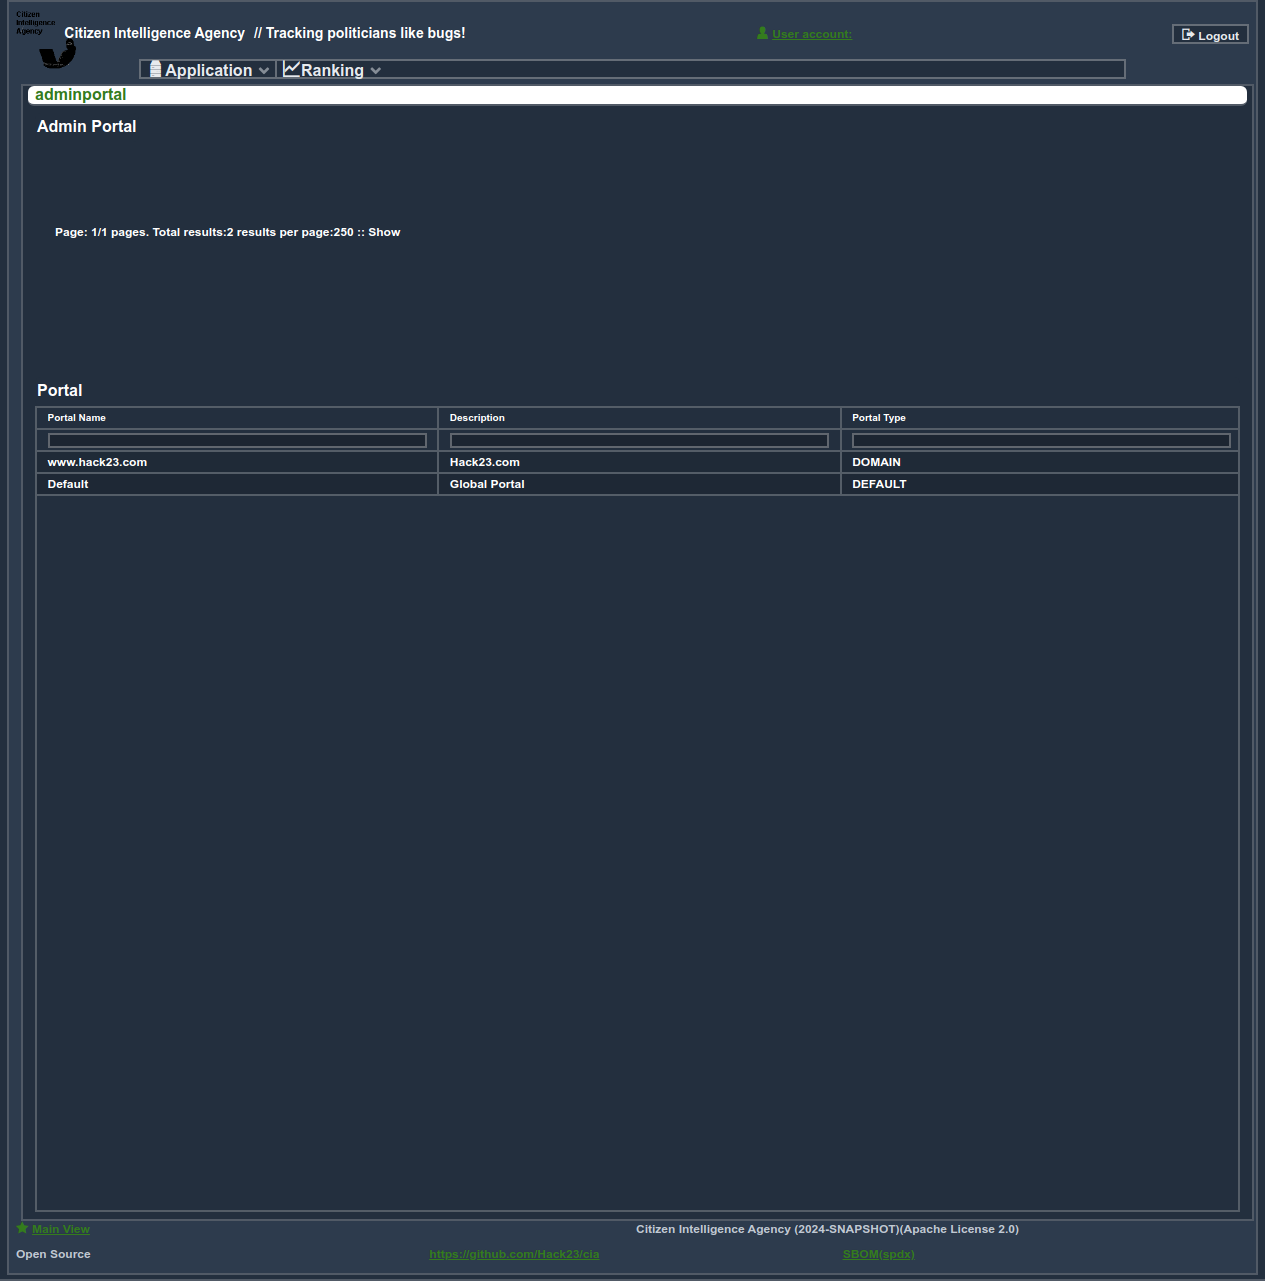 Citizen
Intelligence
Agency
Citizen Intelligence Agency // Tracking politicians like bugs!
User account:
Logout
Application
Ranking
adminportal
Admin Portal
Page: 1/1 pages. Total results:2 results per page:250 :: Show
Portal
Portal Name Description Portal Type
www.hack23.com Hack23.com DOMAIN
Default Global Portal DEFAULT
Main View Citizen Intelligence Agency (2024-SNAPSHOT)(Apache License 2.0)
Open Source https://github.com/Hack23/cia SBOM(spdx)